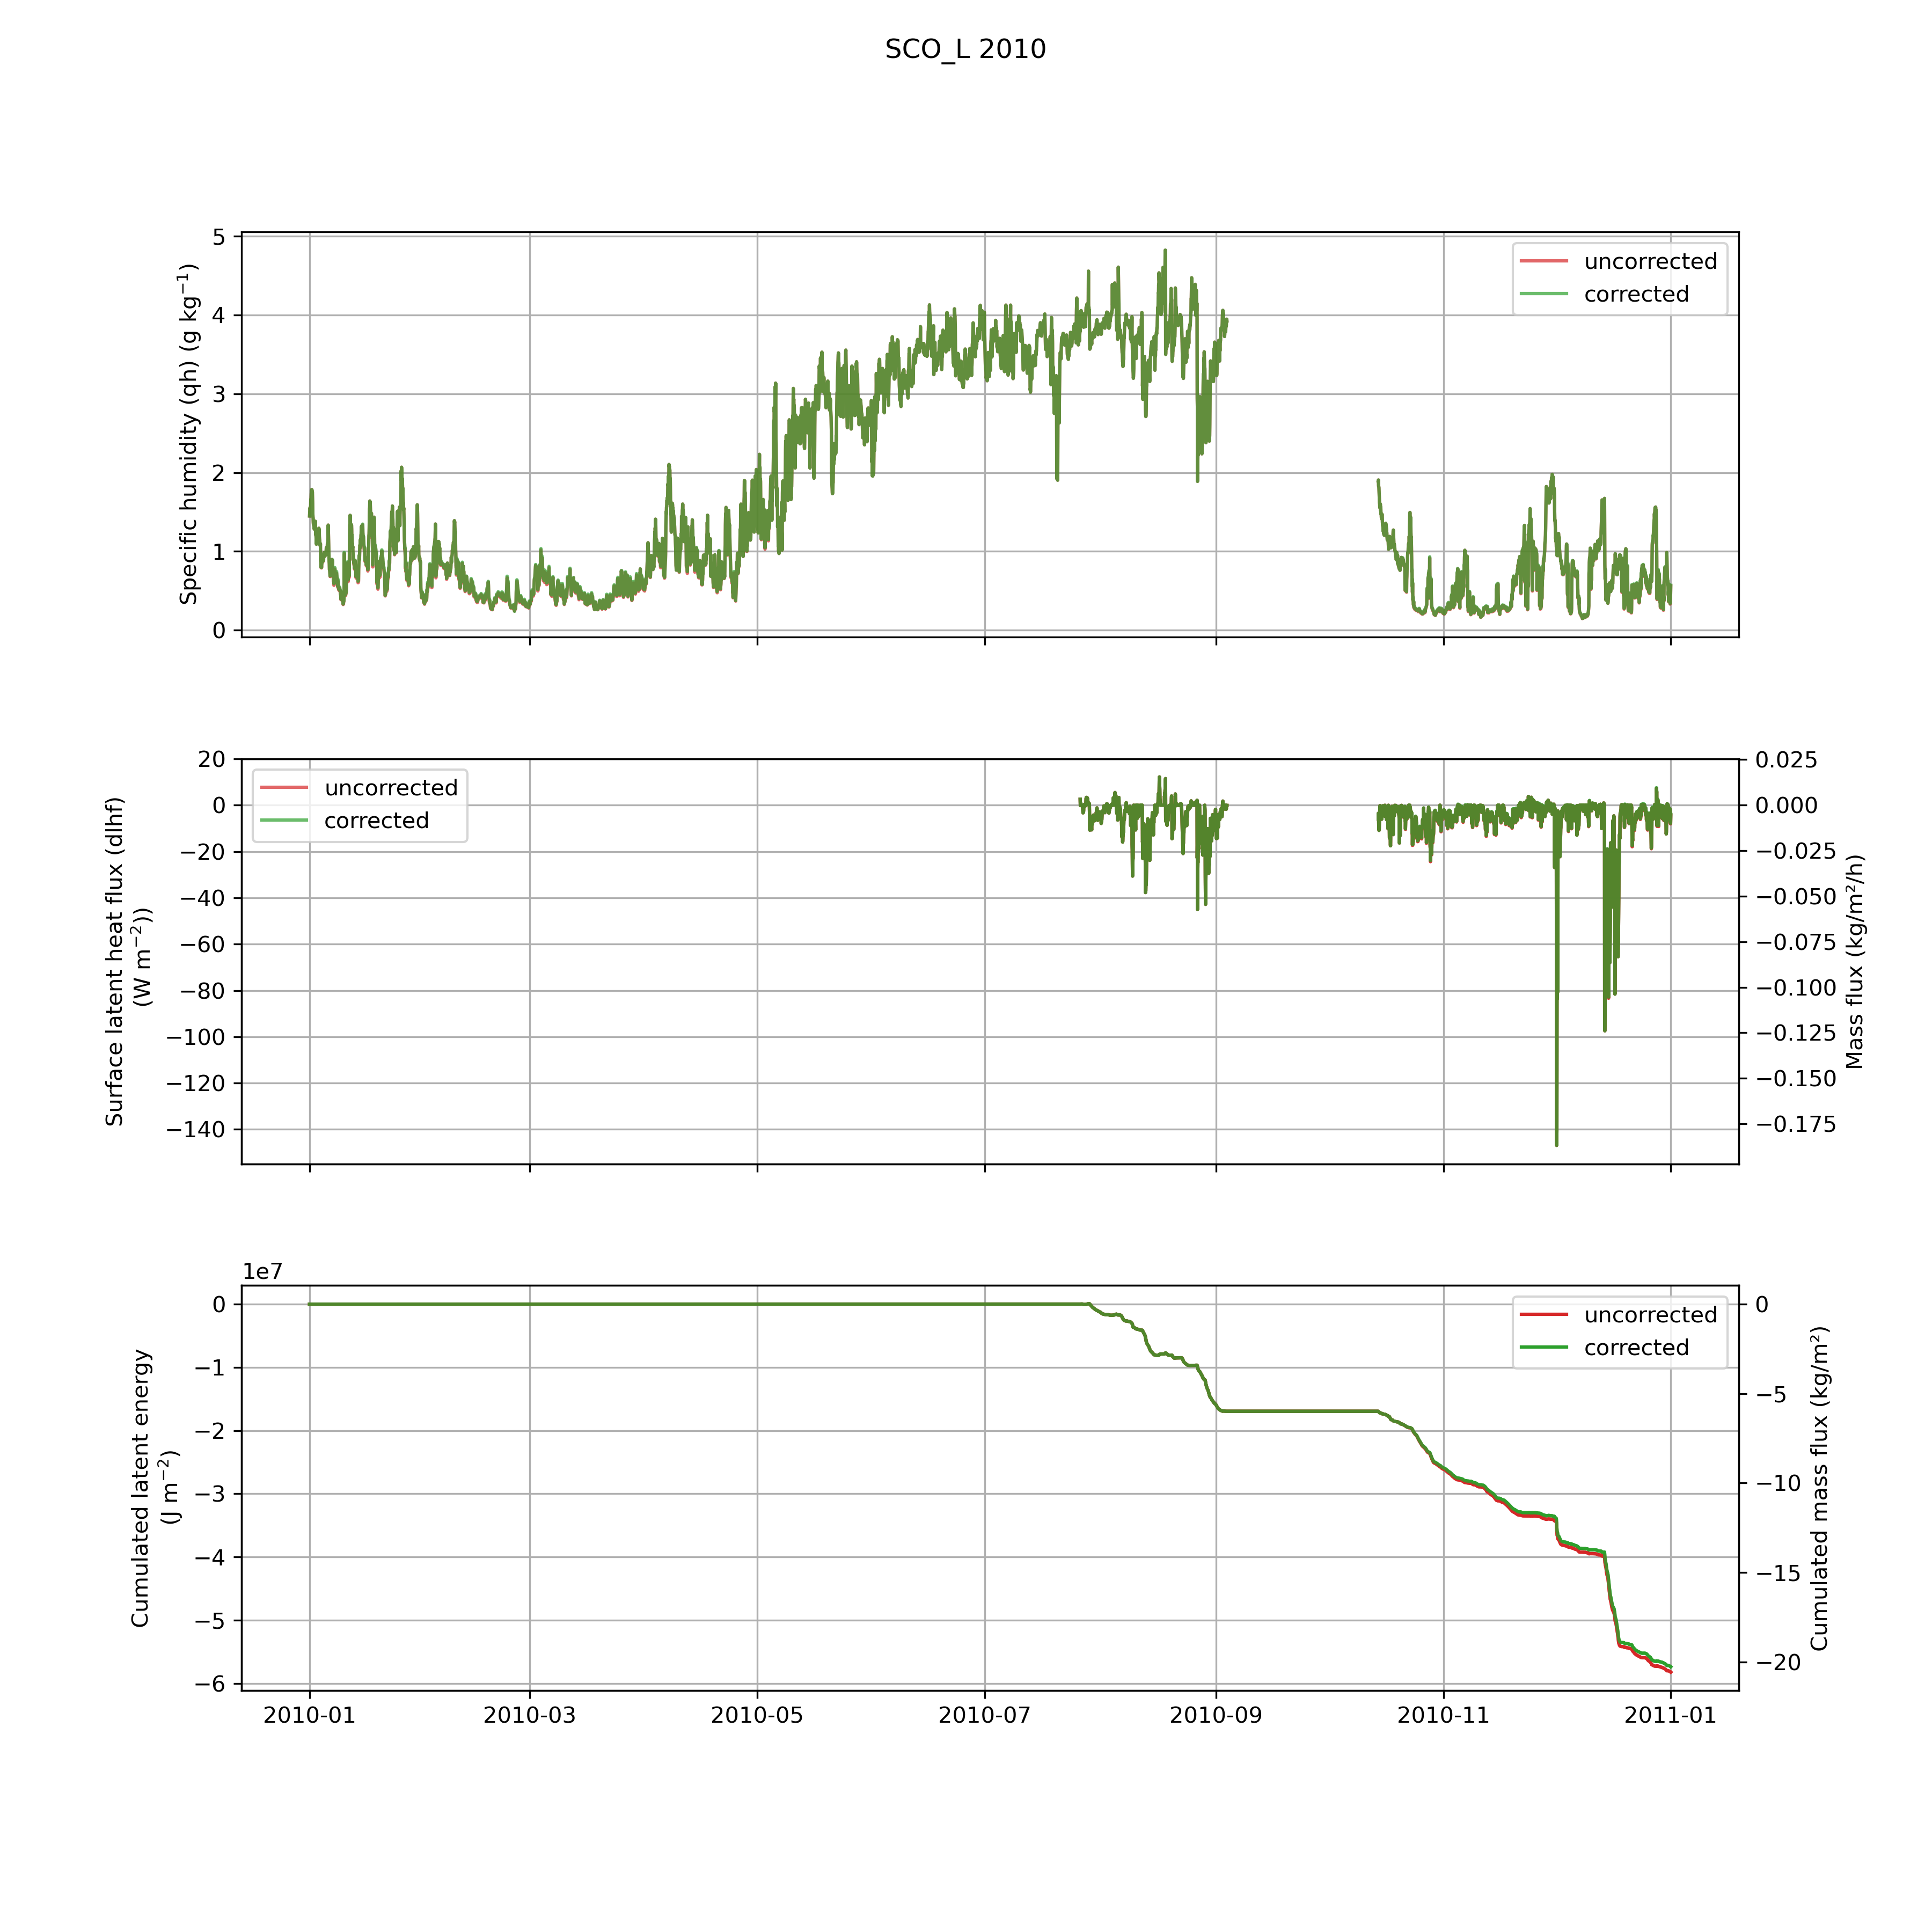 SCO_L 2010
Specific humidity (qh) (g kg⁻¹)
5
4
3
2
1
0
uncorrected
corrected
Surface latent heat flux (dlhf)
(W m⁻²))
20
0
−20
−40
−60
−80
−100
−120
−140
uncorrected
corrected
0.025
0.000
−0.025
−0.050
−0.075
−0.100
−0.125
−0.150
−0.175
Mass flux (kg/m²/h)
1e7
Cumulated latent energy
(J m⁻²)
0
−1
−2
−3
−4
−5
−6
uncorrected
corrected
0
−5
−10
−15
−20
Cumulated mass flux (kg/m²)
2010-01 2010-03 2010-05 2010-07 2010-09 2010-11 2011-01